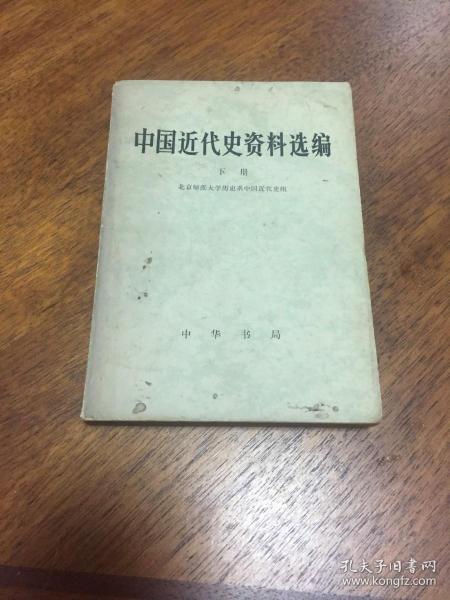 中国近代史资料选编
下册
北京师范大学历史系中国近代史组
中华书局
孔夫子旧书网
www.kongfz.com